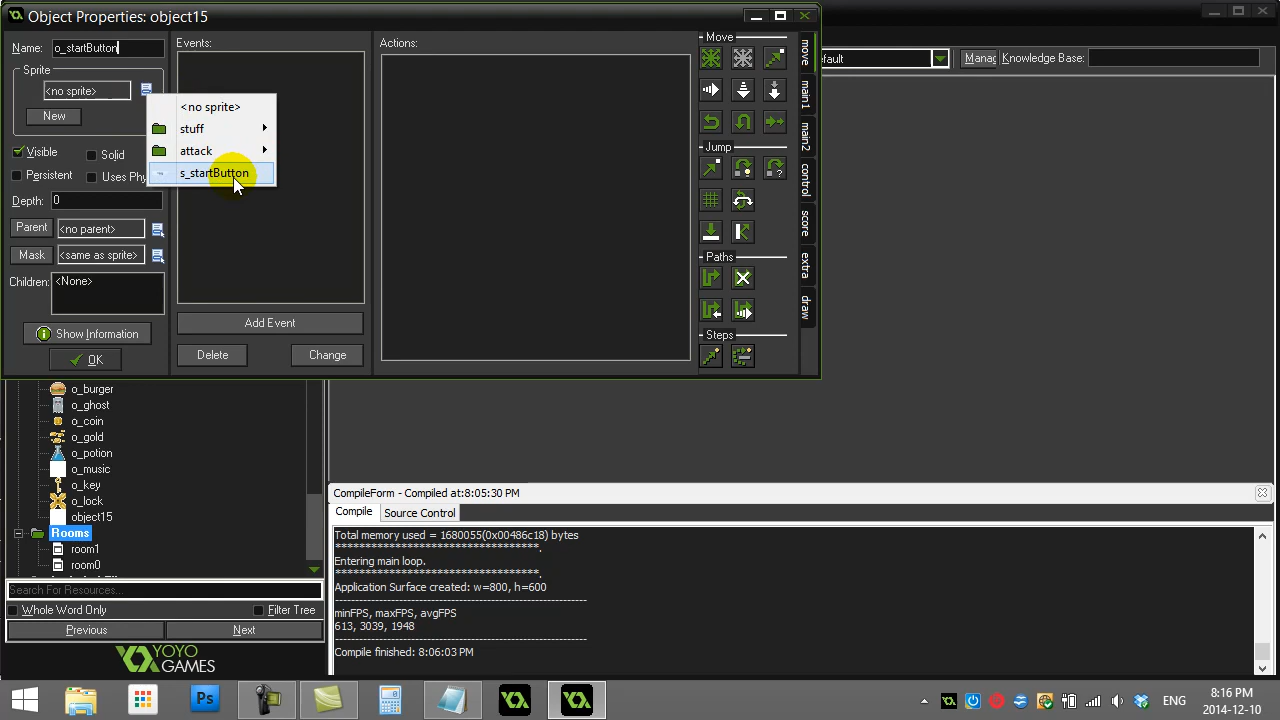 Object Properties: object15
Name: o_startButton
Sprite
<no sprite>
New
Visible
Solid
Persistent
Uses Phy
Depth: 0
Parent
<no parent>
Mask
<same as sprite>
Children:
<None>
Show Information
OK
Events:
Add Event
Delete
Change
<no sprite>
stuff
attack
s_startButton
Actions:
Move
Jump
Paths
Steps
move
main1
main2
control
score
extra
draw
efault
Manag
Knowledge Base:
o_burger
o_ghost
o_coin
o_gold
o_potion
o_music
o_key
o_lock
object15
Rooms
room1
room0
Search For Resources...
Whole Word Only
Filter Tree
Previous
Next
YOYO
GAMES
CompileForm - Compiled at:8:05:30 PM
Compile
Source Control
Total memory used = 1680055(0x00486c18) bytes
**********************************.
Entering main loop.
**********************************.
Application Surface created: w=800, h=600
minFPS, maxFPS, avgFPS
613, 3039, 1948
Compile finished: 8:06:03 PM
Ps
ENG
8:16 PM
2014-12-10